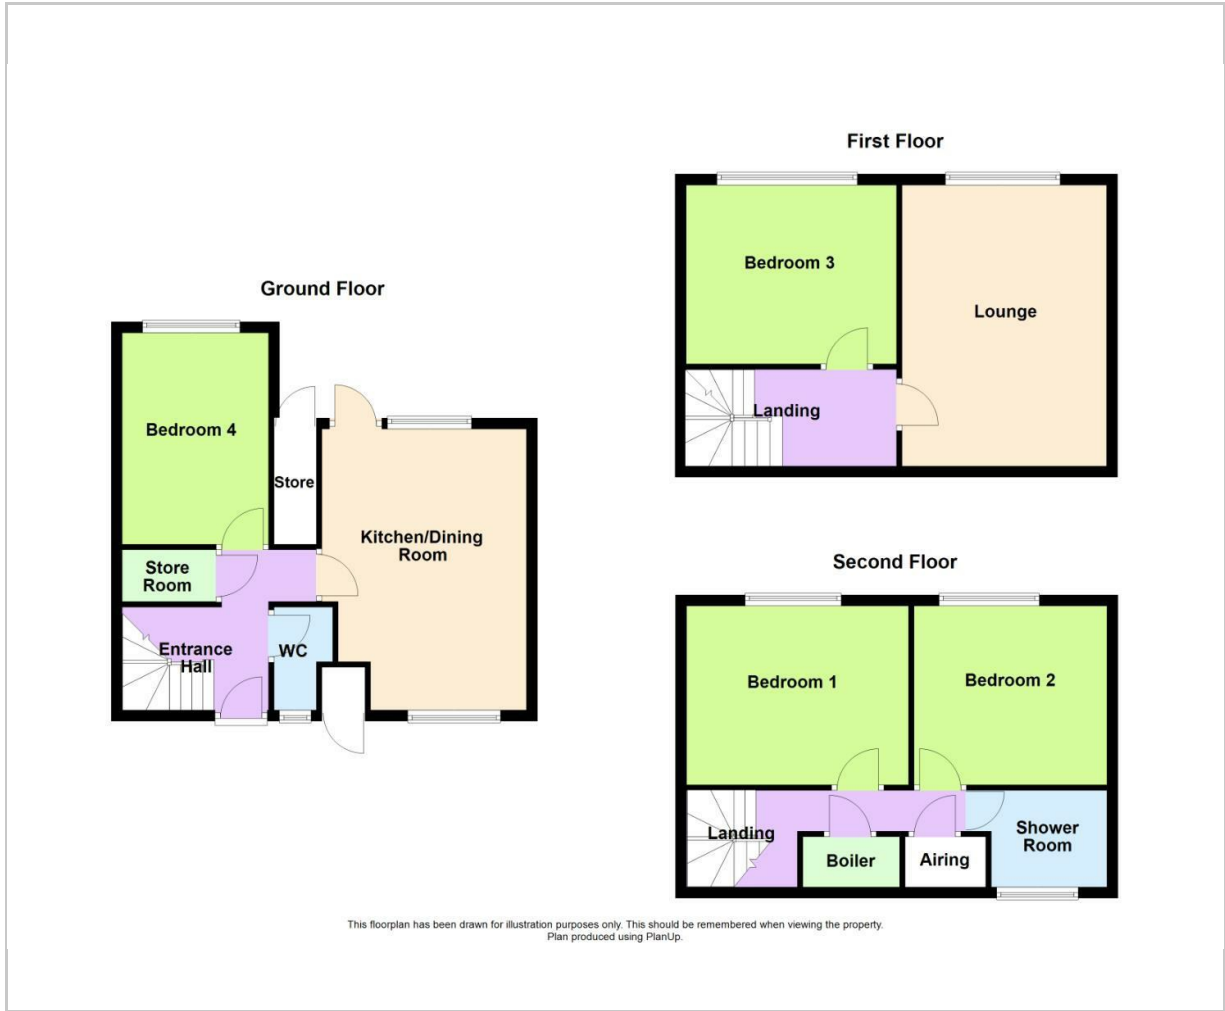 Ground Floor
Bedroom 4
Store
Kitchen/Dining
Room
Store
Room
Entrance
Hall
WC
First Floor
Bedroom 3
Lounge
Landing
Second Floor
Bedroom 1
Bedroom 2
Landing
Boiler
Airing
Shower
Room
This floorplan has been drawn for illustration purposes only. This should be remembered when viewing the property.
Plan produced using PlanUp.